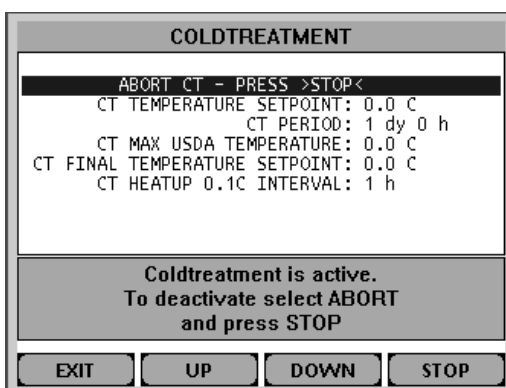 COLDTREATMENT
ABORT CT - PRESS >STOP<
CT TEMPERATURE SETPOINT: 0.0 C
CT PERIOD: 1 dy 0 h
CT MAX USDA TEMPERATURE: 0.0 C
CT FINAL TEMPERATURE SETPOINT: 0.0 C
CT HEATUP 0.1C INTERVAL: 1 h
Coldtreatment is active.
To deactivate select ABORT
and press STOP
EXIT UP DOWN STOP